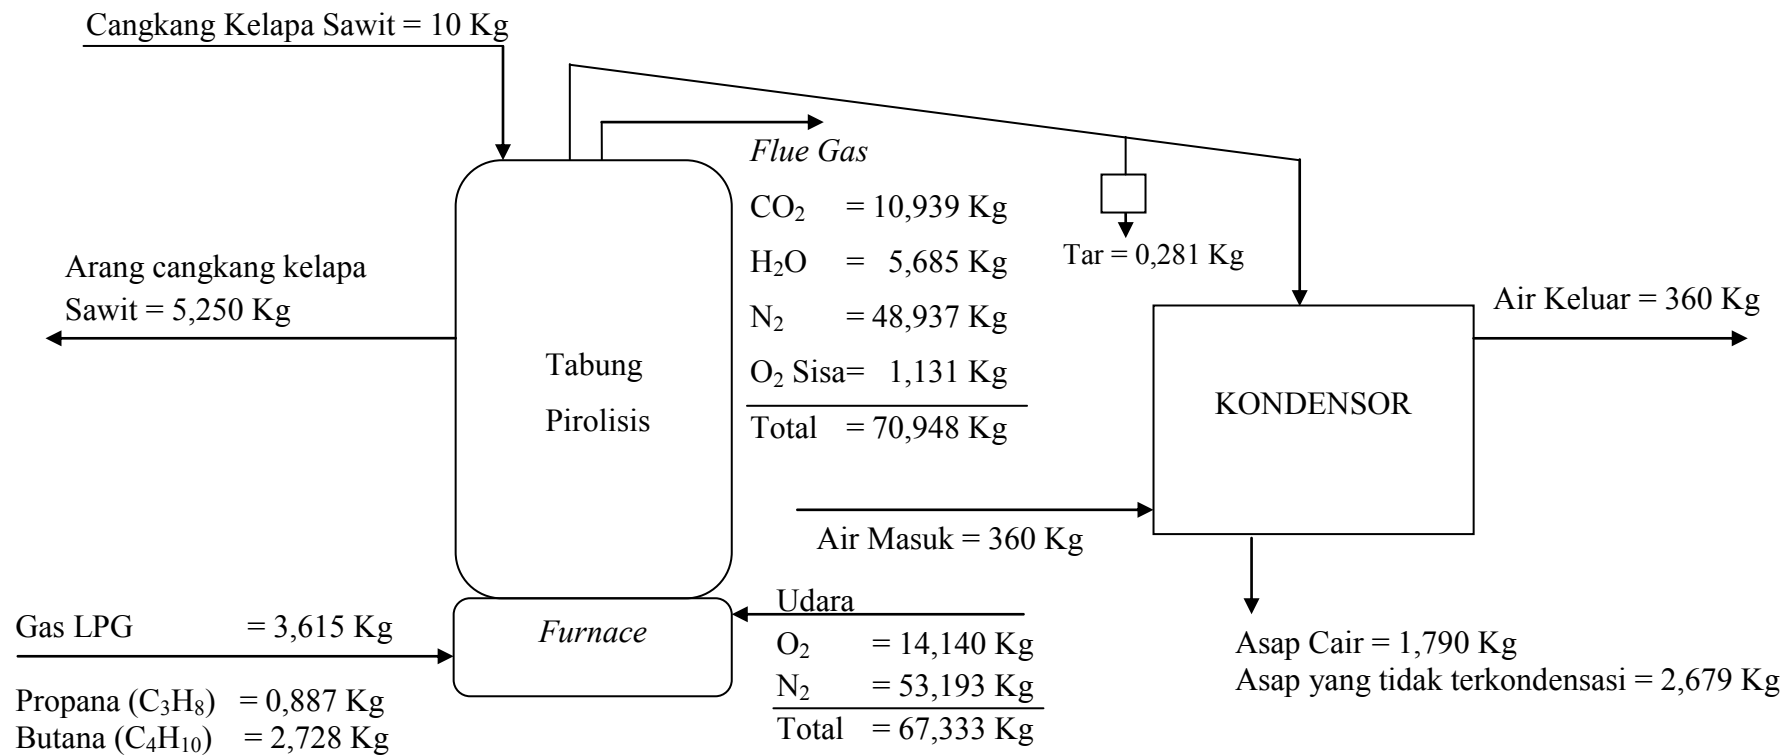 Cangkang Kelapa Sawit = 10 Kg
Flue Gas
CO₂ = 10,939 Kg
H₂O = 5,685 Kg
N₂ = 48,937 Kg
O₂ Sisa= 1,131 Kg
Total = 70,948 Kg
Tar = 0,281 Kg
Arang cangkang kelapa
Sawit = 5,250 Kg
Air Keluar = 360 Kg
Tabung
Pirolisis
KONDENSOR
Air Masuk = 360 Kg
Gas LPG = 3,615 Kg
Propana (C₃H₈) = 0,887 Kg
Butana (C₄H₁₀) = 2,728 Kg
Furnace
Udara
O₂ = 14,140 Kg
N₂ = 53,193 Kg
Total = 67,333 Kg
Asap Cair = 1,790 Kg
Asap yang tidak terkondensasi = 2,679 Kg